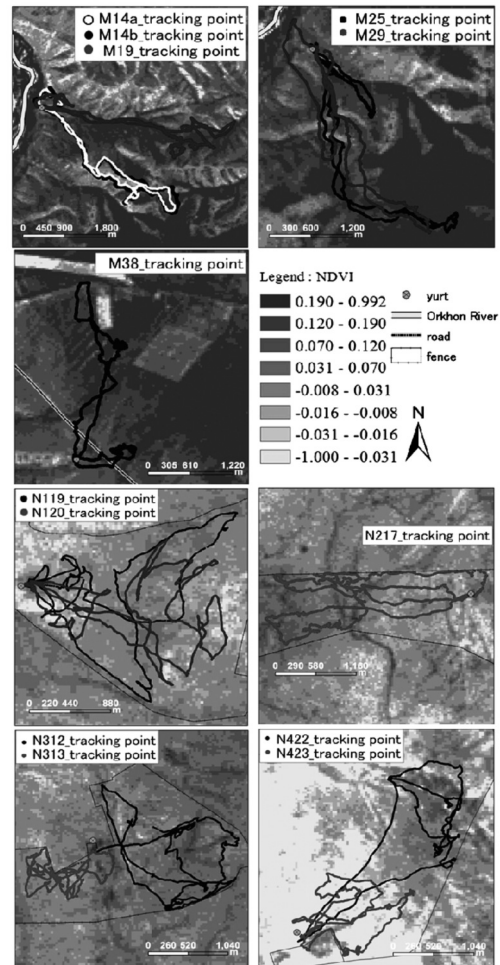 M14a_tracking point
M14b_tracking point
M19_tracking point
0 450 900 1,800
m
M25_tracking point
M29_tracking point
0 300 600 1,200
m
M38_tracking point
0 305 610 1,220
m
Legend : NDVI
0.190 - 0.992
0.120 - 0.190
0.070 - 0.120
0.031 - 0.070
-0.008 - 0.031
-0.016 - -0.008
-0.031 - -0.016
-1.000 - -0.031
yurt
Orkhon River
road
fence
N
N119_tracking point
N120_tracking point
0 220 440 880
m
N217_tracking point
0 290 580
m
N312_tracking point
N313_tracking point
0 260 520 1,040
m
N422_tracking point
N423_tracking point
0 260 520 1,040
m